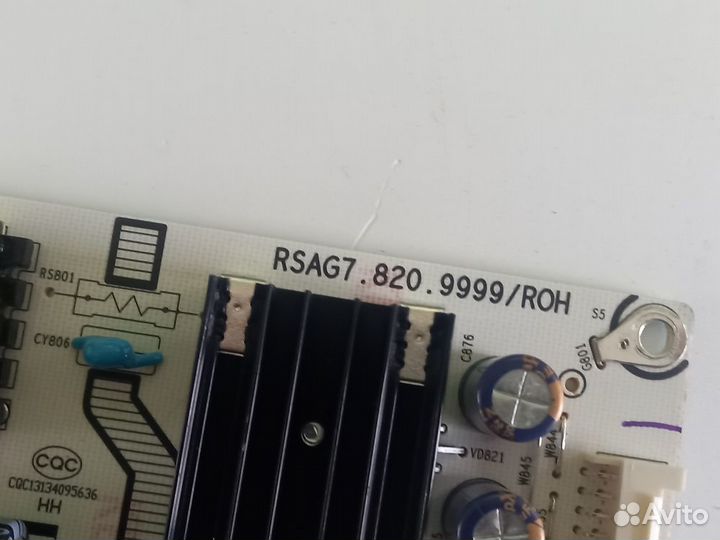 RSAG7.820.9999/ROH
RS801
S5
CY806
C876
G801
VD821
W845
W844
CQC
CQC13134095636
HH
Avito